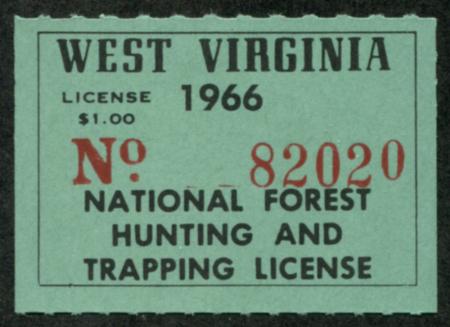 WEST VIRGINIA
LICENSE $1.00 1966
No. 82020
NATIONAL FOREST
HUNTING AND
TRAPPING LICENSE